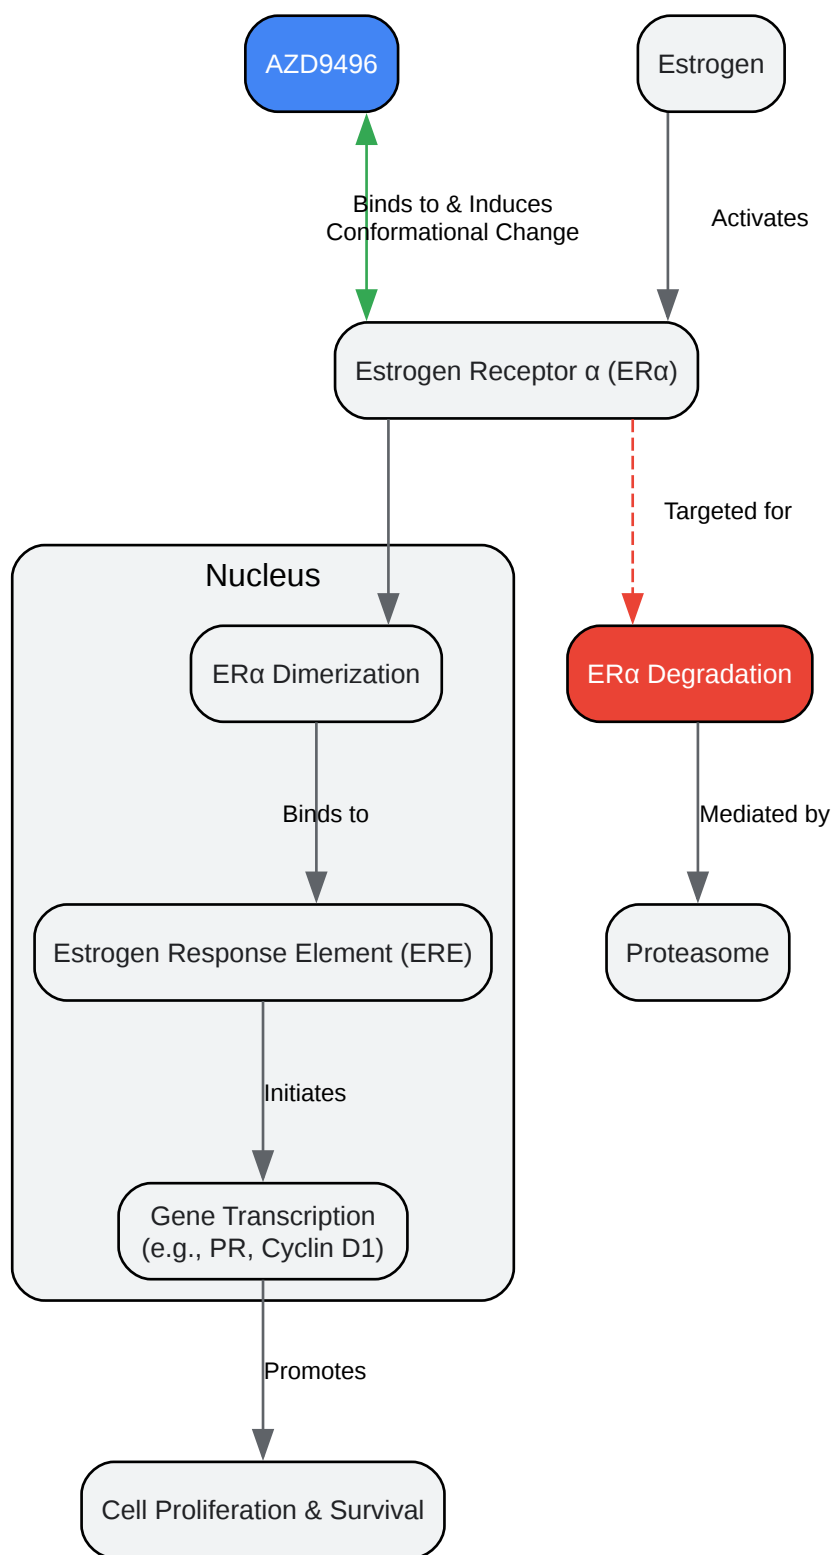 AZD9496
Estrogen
Binds to & Induces
Conformational Change
Activates
Estrogen Receptor α (ERα)
Targeted for
Nucleus
ERα Dimerization
ERα Degradation
Binds to
Mediated by
Estrogen Response Element (ERE)
Proteasome
Initiates
Gene Transcription
(e.g., PR, Cyclin D1)
Promotes
Cell Proliferation & Survival